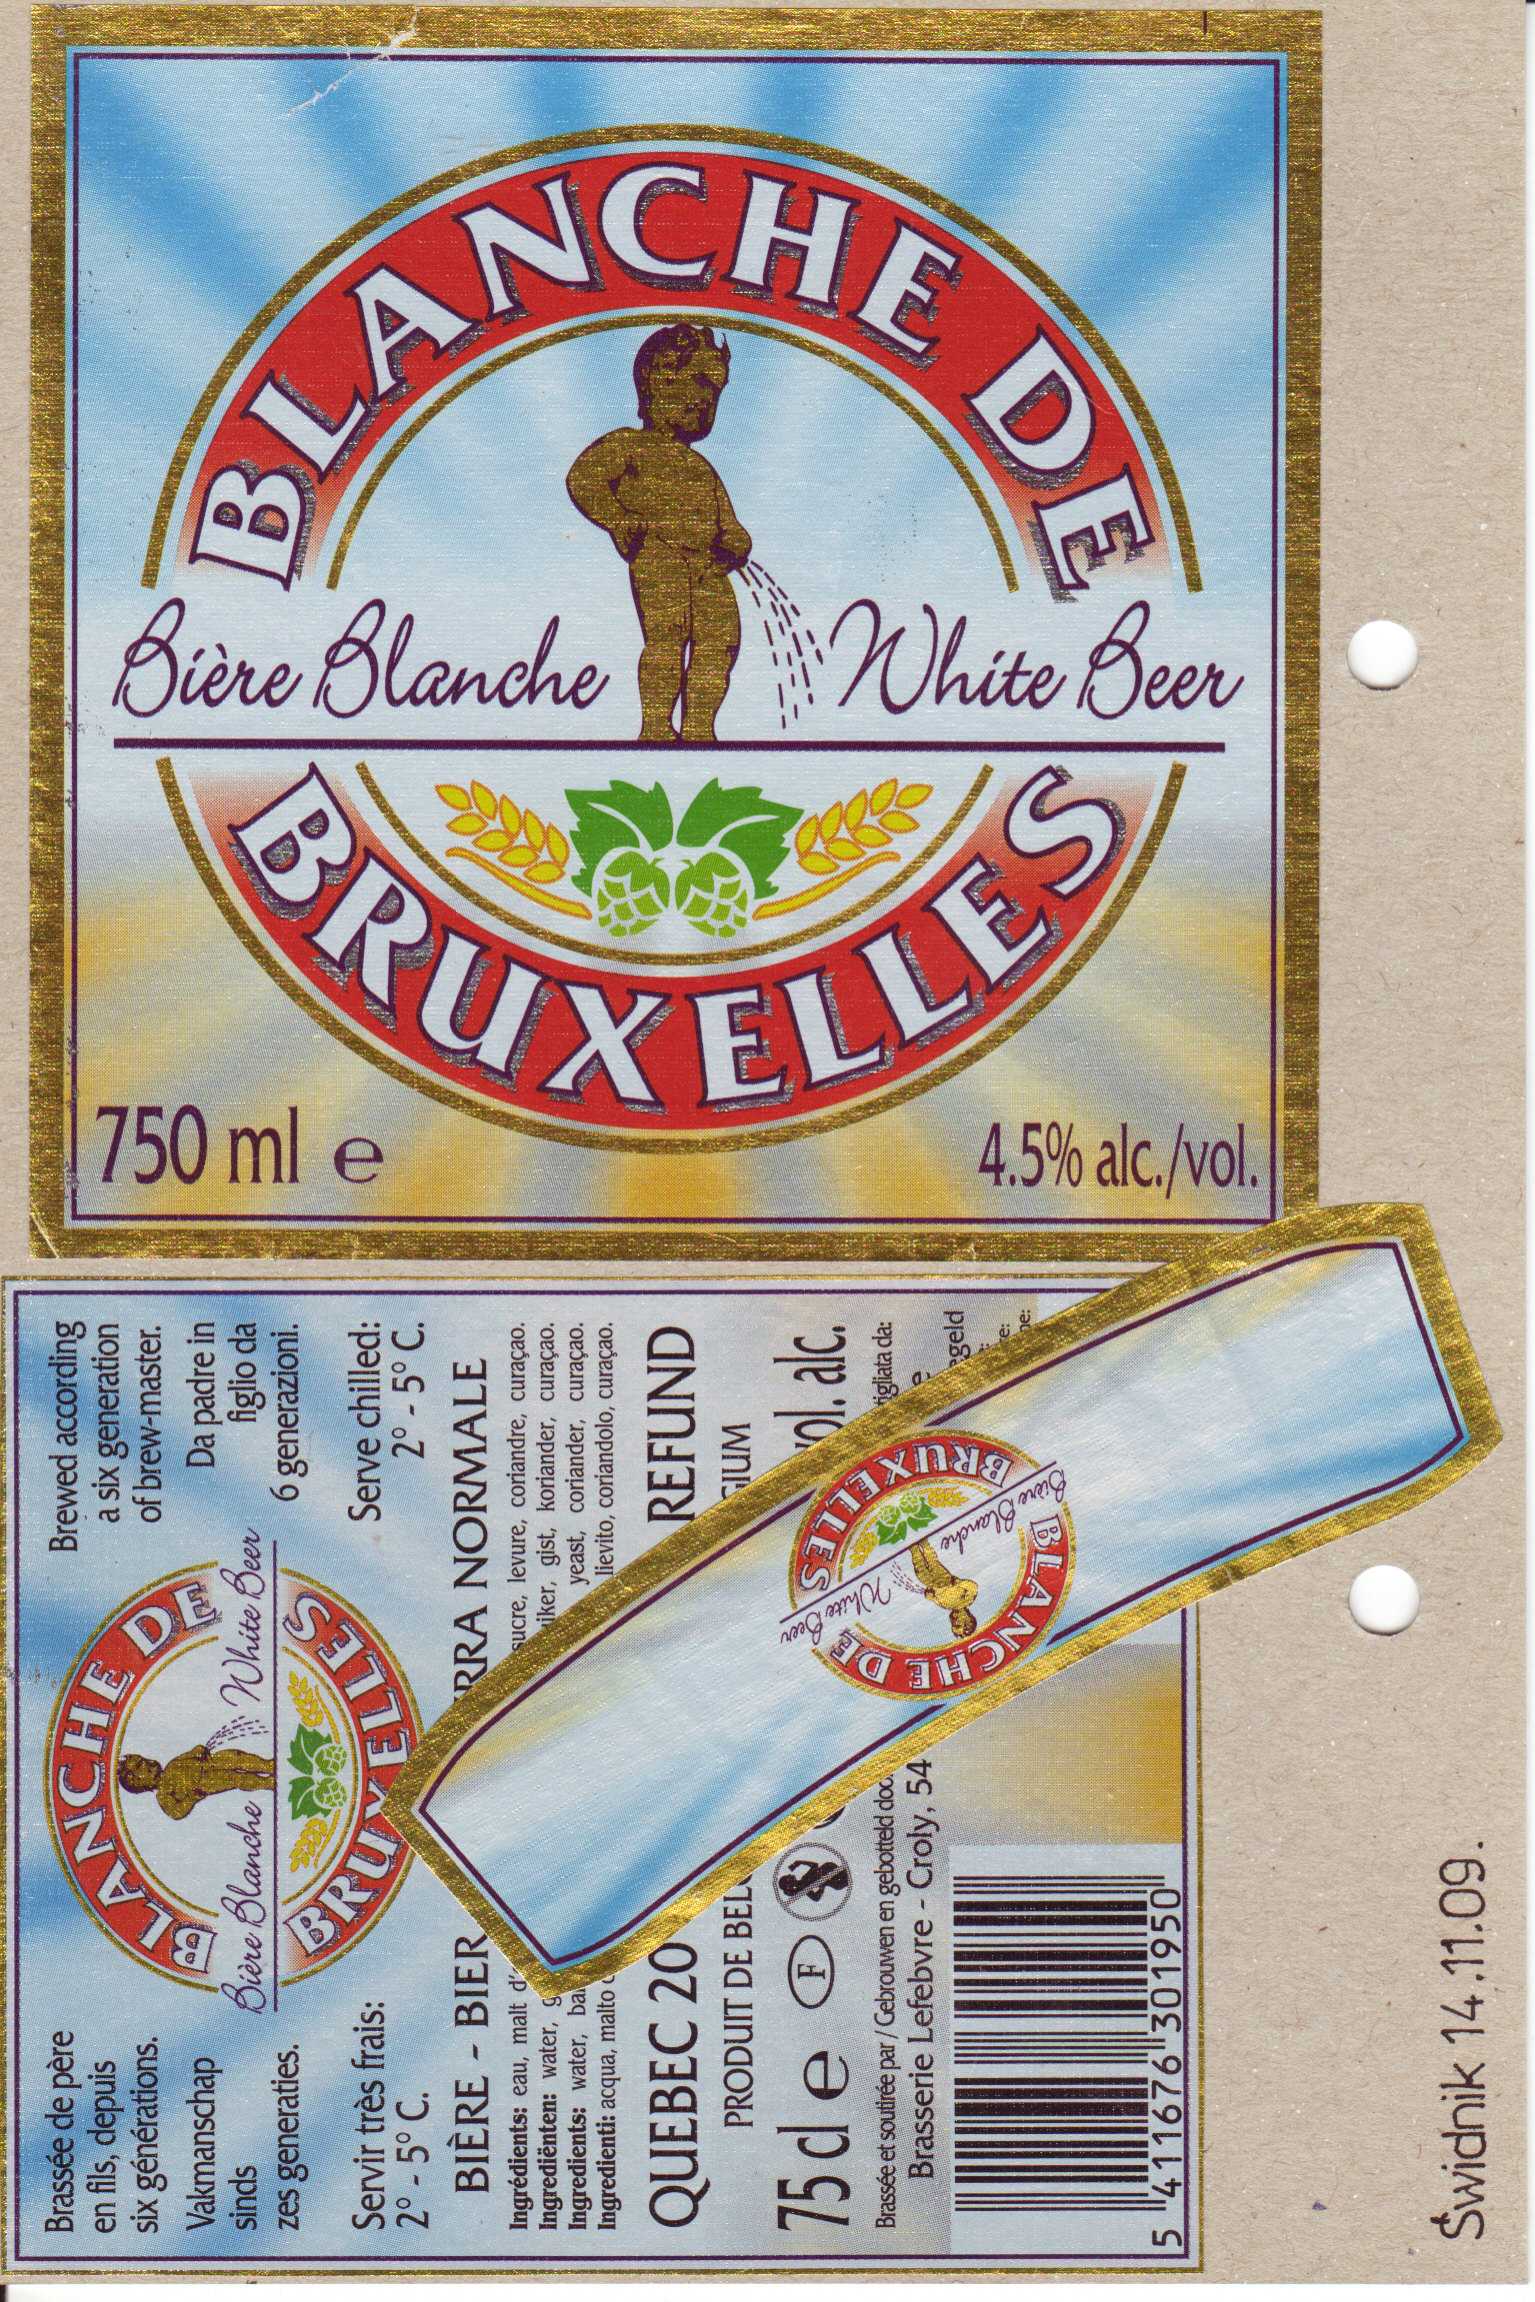 BLANCHE DE
Bière Blanche White Beer
BRUXELLES
750 ml e
4.5% alc./vol.
Brassée de père
en fils, depuis
six générations.
Vakmanschap
sinds
zes generaties.
Servir très frais:
2° - 5° C.
BLANCHE DE
Bière Blanche White Beer
BRUXELLES
Brewed according
a six generation
of brew-master.
Da padre in
figlio da
6 generazioni.
Serve chilled:
2° - 5° C.
BIÈRE - BIER NORMALE
Ingrédients: eau, malt sucre, levure, coriandre, curaçao.
Ingrediënten: water, gist, koriander, curaçao.
Ingredients: water, yeast, coriander, curaçao.
Ingredienti: acqua, malto lievito, coriandolo, curaçao.
QUEBEC 20 REFUND
PRODUIT DE
75 cl e F vol. alc.
Brassée et soutirée par / Gebrouwen en gebotteld
Brasserie Lefebvre - Croly, 54
5 411676 301950
BLANCHE DE
Bière Blanche White Beer
BRUXELLES
Świdnik 14.11.09.